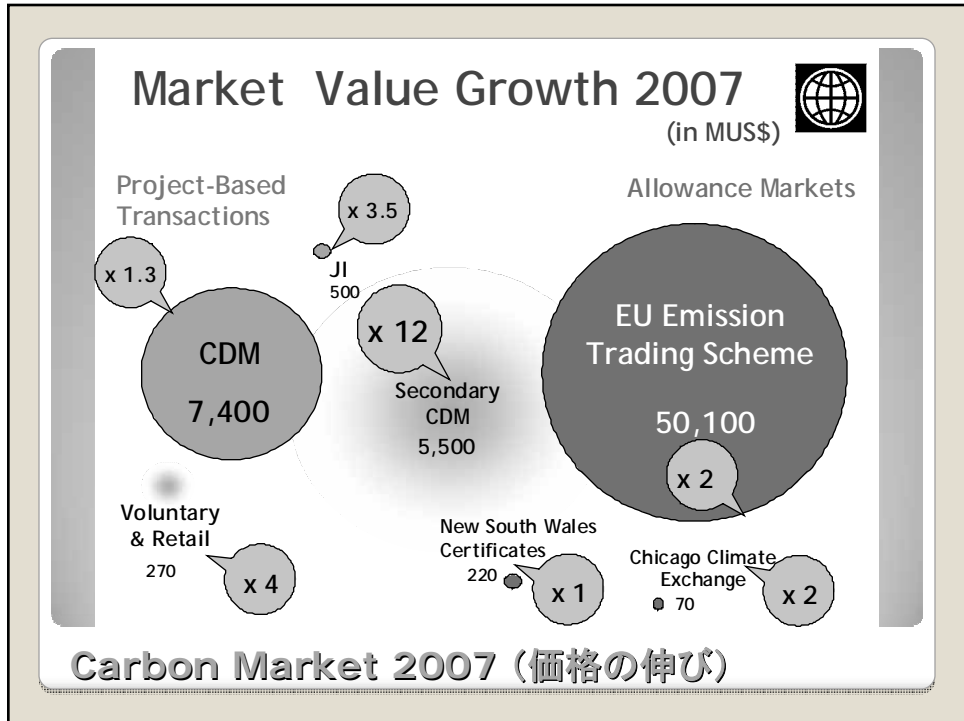 Market Value Growth 2007
(in MUS$)
Project-Based
Transactions
Allowance Markets
x 3.5
JI
500
x 1.3
CDM
7,400
x 12
Secondary
CDM
5,500
EU Emission
Trading Scheme
50,100
x 2
Voluntary
& Retail
270
x 4
New South Wales
Certificates
220
x 1
Chicago Climate
Exchange
70
x 2
Carbon Market 2007（価格の伸び）